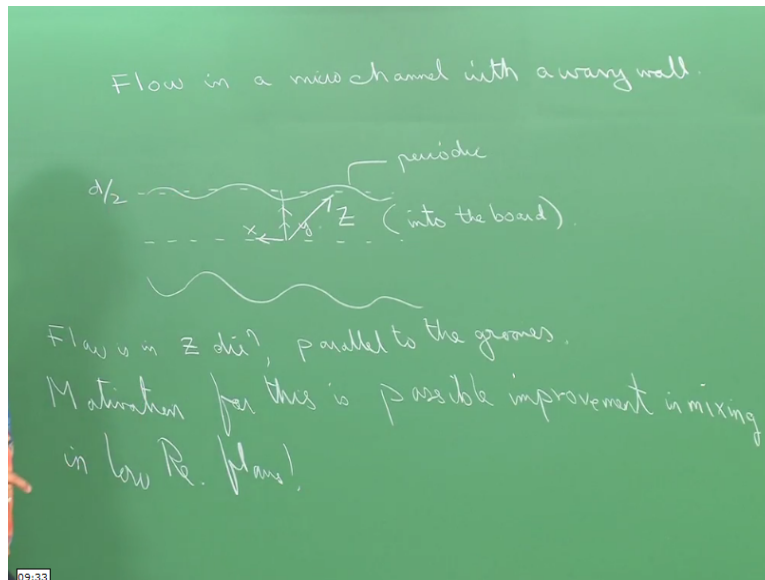 Flow in a microchannel with a wavy wall.
periodic
d/2
x y Z (into the board).
Flow is in Z dirⁿ, parallel to the grooves.
Motivation for this is possible improvement in mixing
in low Re. flows!
09:33